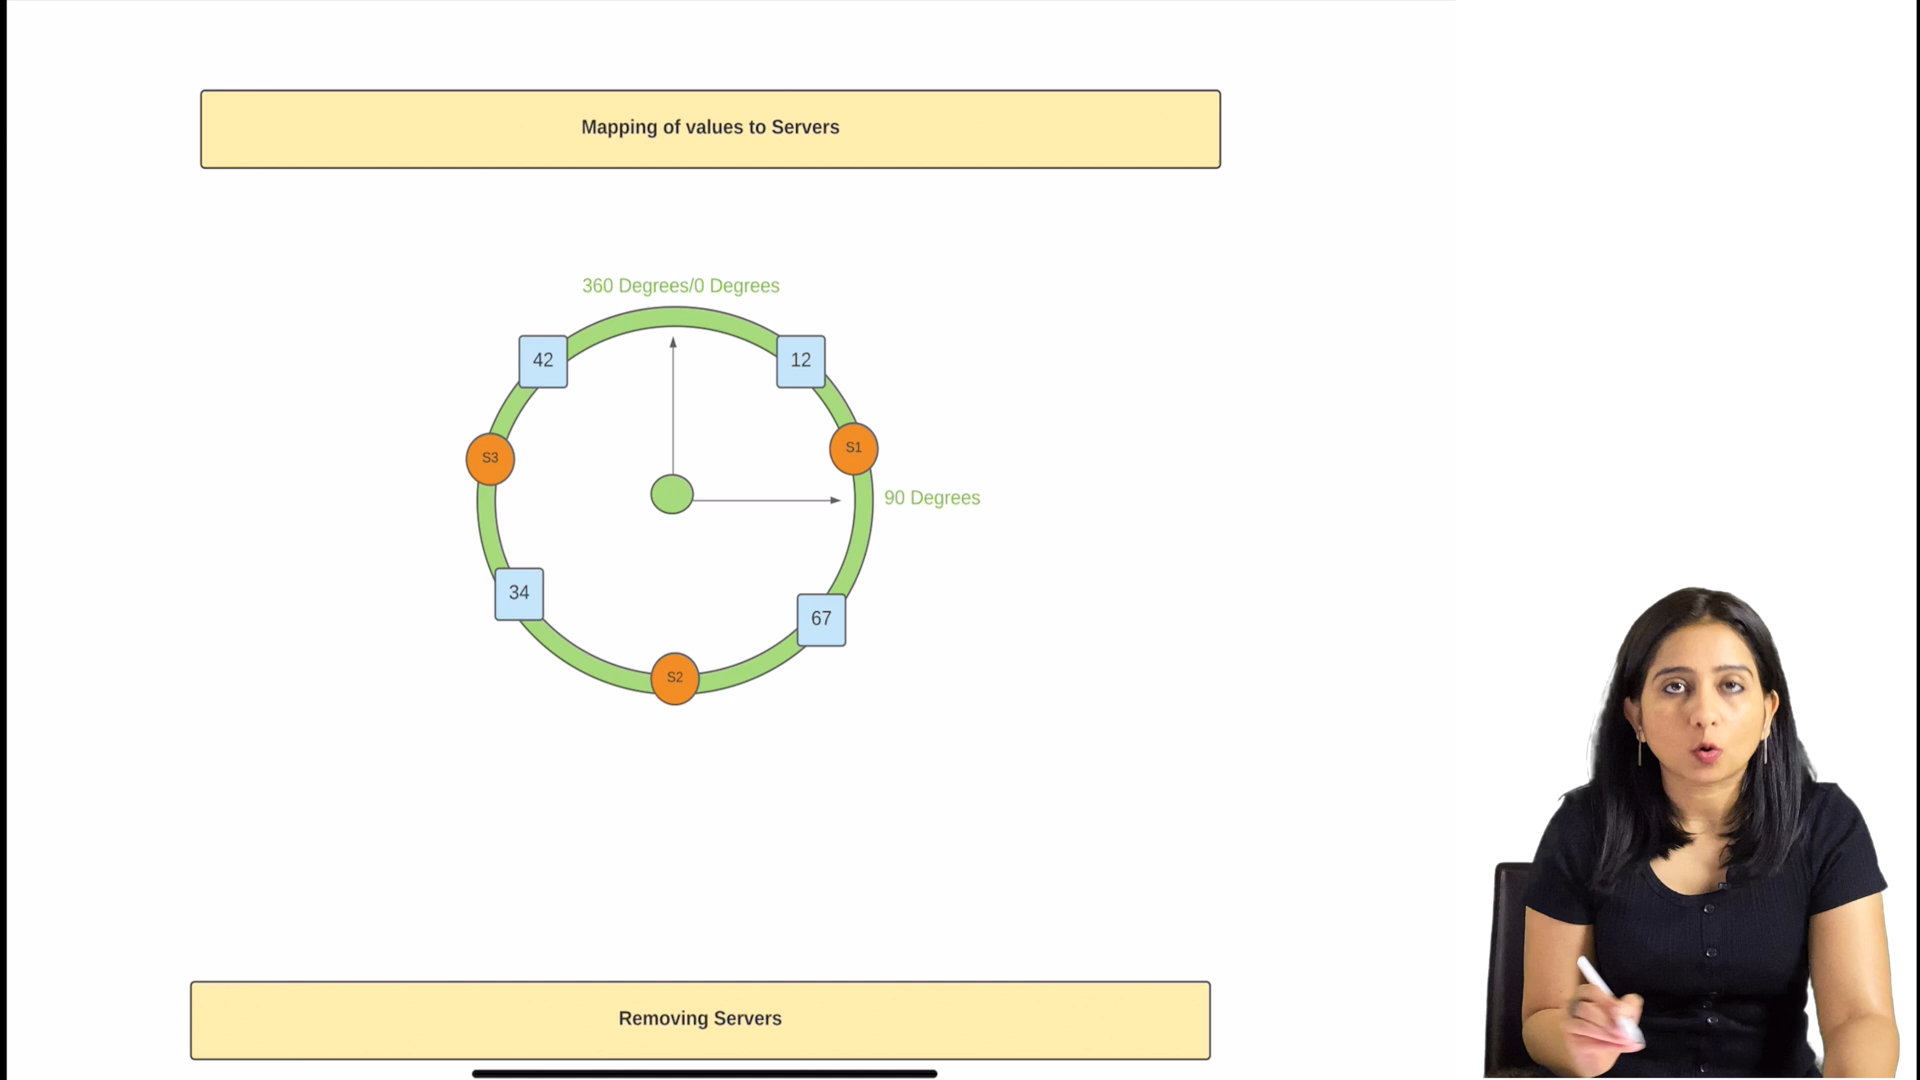 Mapping of values to Servers
360 Degrees/0 Degrees
42
12
S3
S1
90 Degrees
34
67
S2
Removing Servers